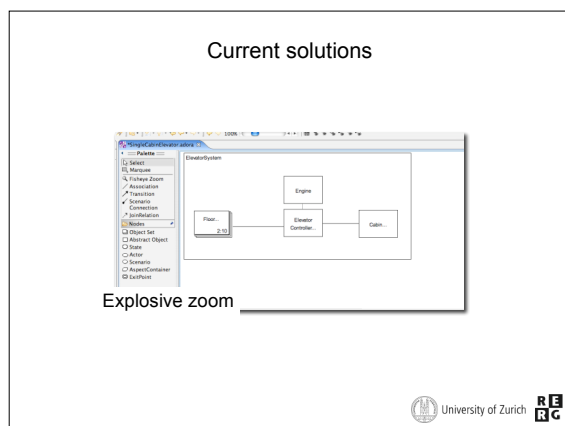 Current solutions
100%
*SingleCabinElevator.adora
Palette
Select
Marquee
Fisheye Zoom
Association
Transition
Scenario
Connection
JoinRelation
Nodes
Object Set
Abstract Object
State
Actor
Scenario
AspectContainer
ExitPoint
ElevatorSystem
Engine
Floor...
2:10
Elevator
Controller...
Cabin...
Explosive zoom
University of Zurich
RE
RG